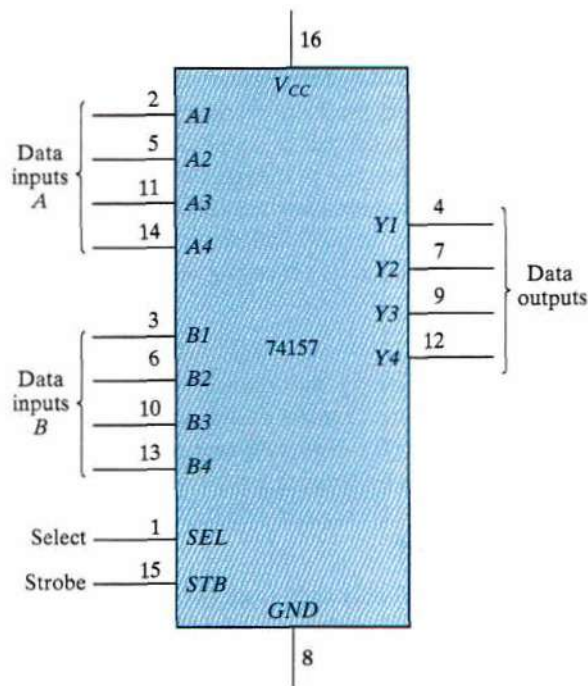 16
V_CC
2
A1
Data
inputs
A
5
A2
11
A3
14
A4
4
Y1
7
Y2
Data
outputs
9
Y3
12
Y4
74157
3
B1
Data
inputs
B
6
B2
10
B3
13
B4
Select
1
SEL
Strobe
15
STB
GND
8